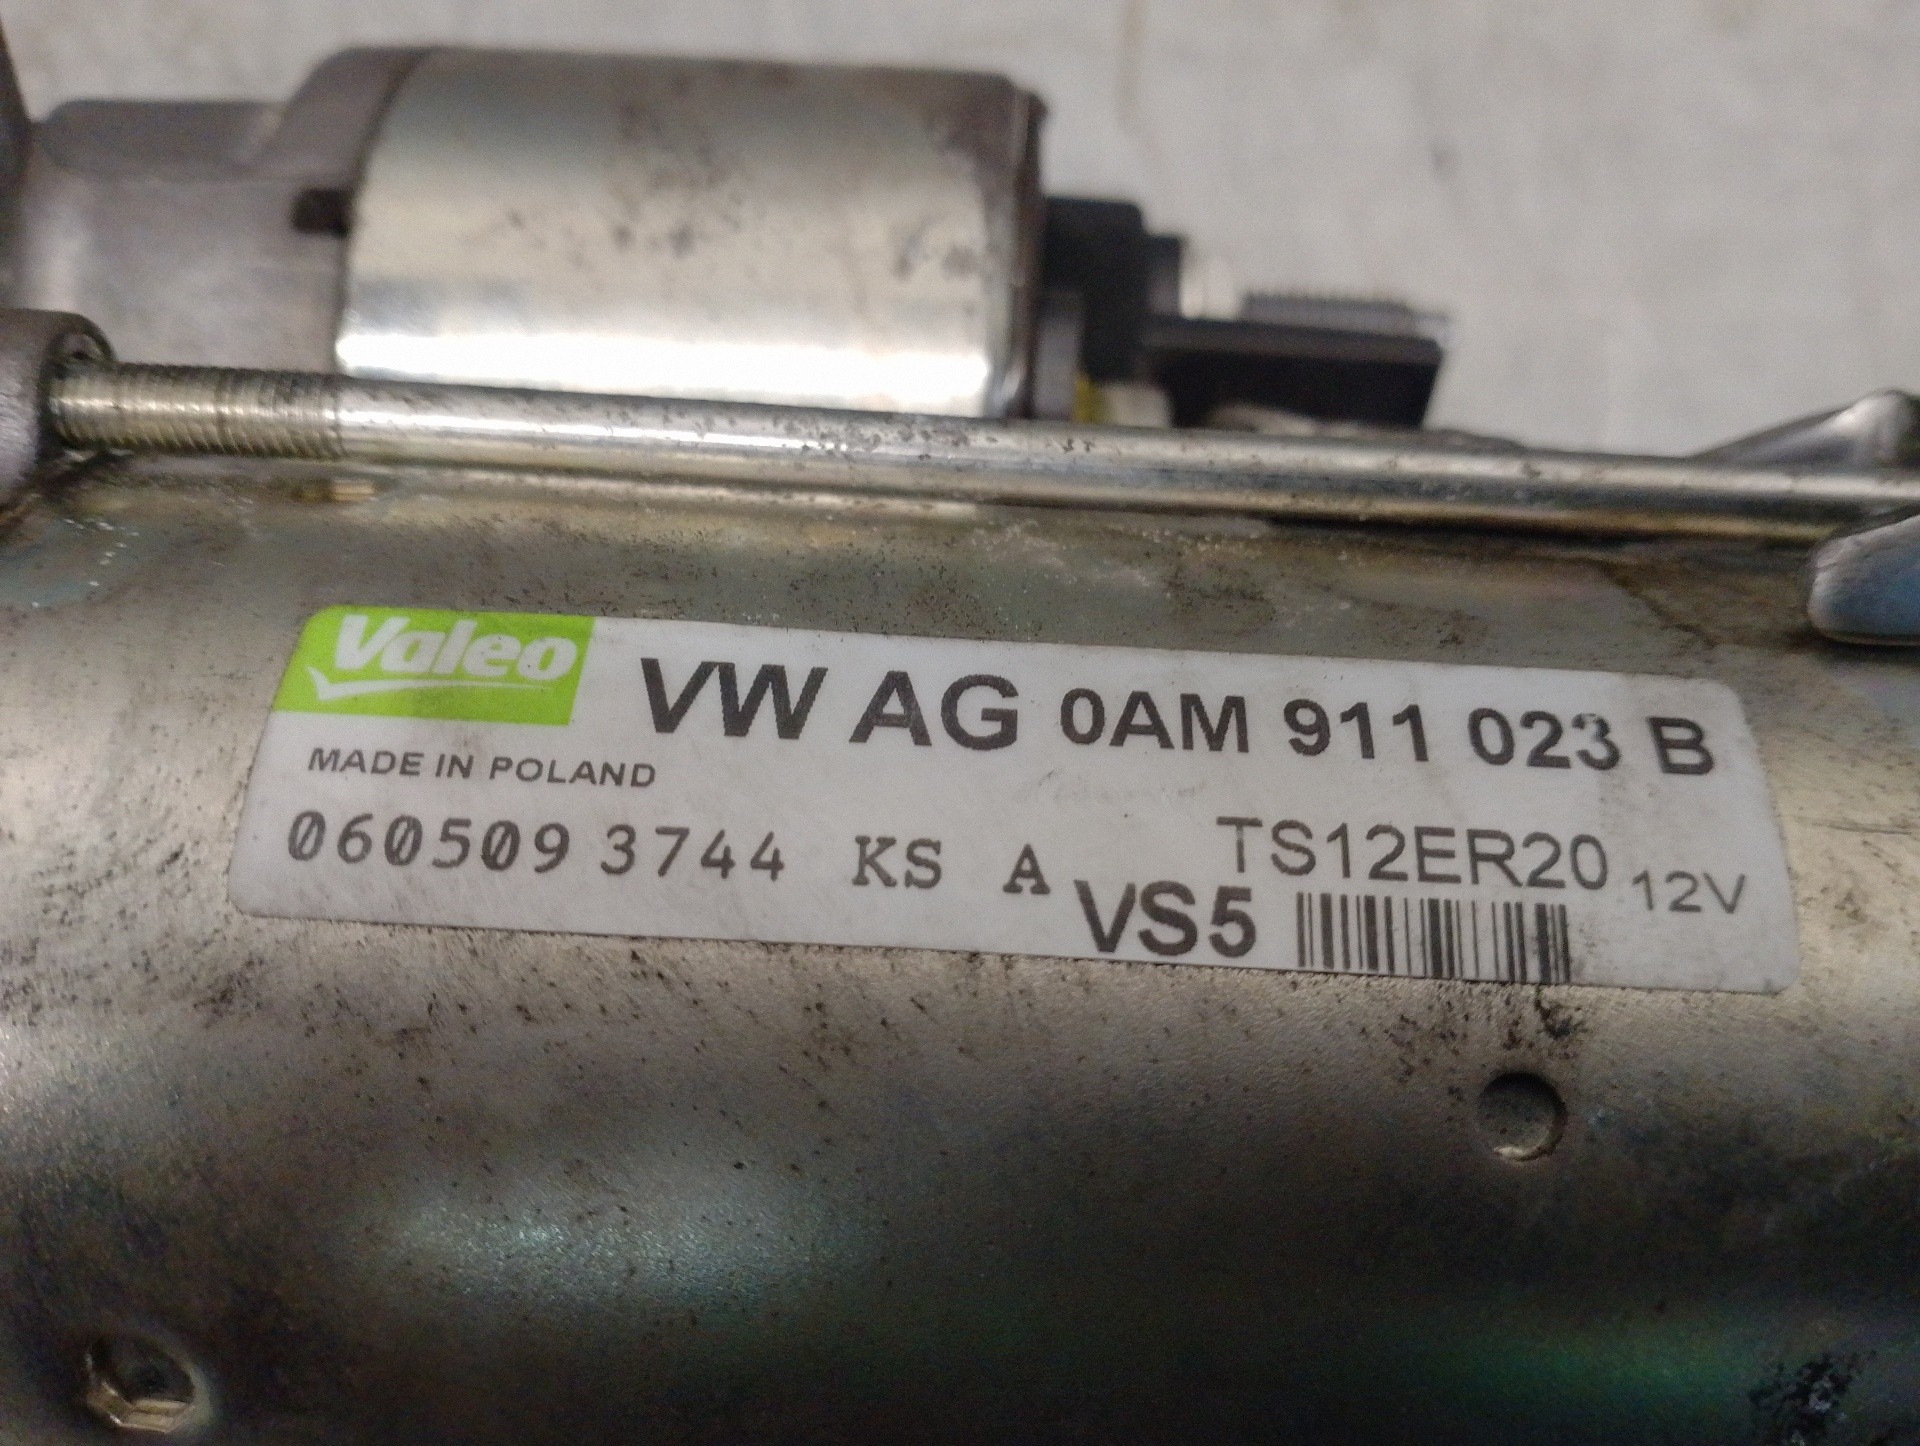 Valeo VW AG 0AM 911 023 B
MADE IN POLAND
060509 3744 KS A TS12ER20 12V
VS5